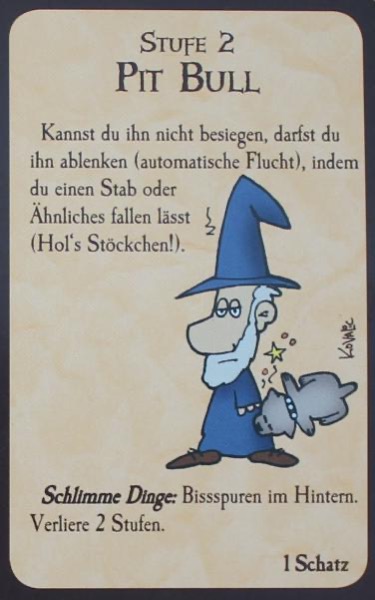 Stufe 2
Pit Bull
Kannst du ihn nicht besiegen, darfst du
ihn ablenken (automatische Flucht), indem
du einen Stab oder
Ähnliches fallen lässt
(Hol's Stöckchen!).
Kovalic
Schlimme Dinge: Bissspuren im Hintern.
Verliere 2 Stufen.
1 Schatz